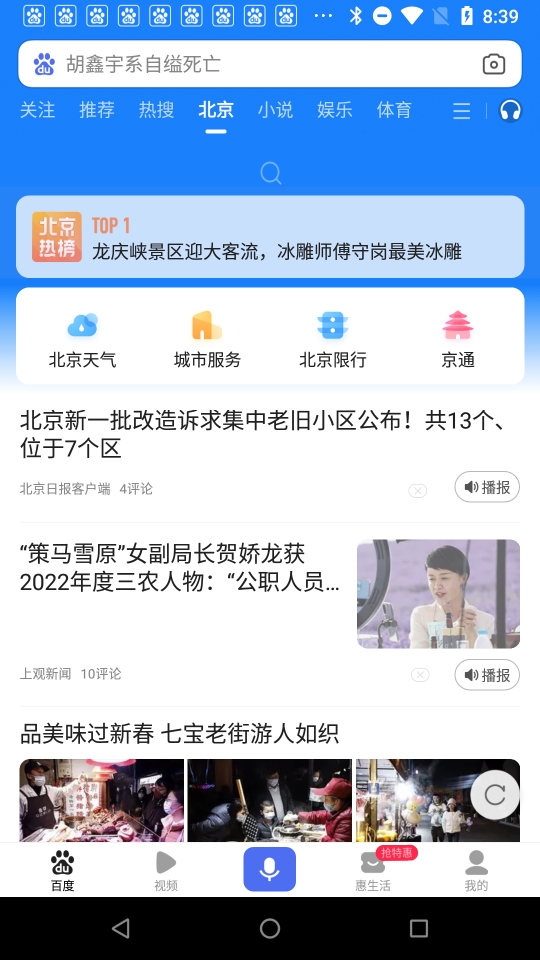 8:39
胡鑫宇系自缢死亡
关注 推荐 热搜 北京 小说 娱乐 体育
北京热榜
TOP 1
龙庆峡景区迎大客流，冰雕师傅守岗最美冰雕
北京天气 城市服务 北京限行 京通
北京新一批改造诉求集中老旧小区公布！共13个、
位于7个区
北京日报客户端 4评论
播报
“策马雪原”女副局长贺娇龙获
2022年度三农人物：“公职人员...
上观新闻 10评论
播报
品美味过新春 七宝老街游人如织
抢特惠
百度 视频 惠生活 我的